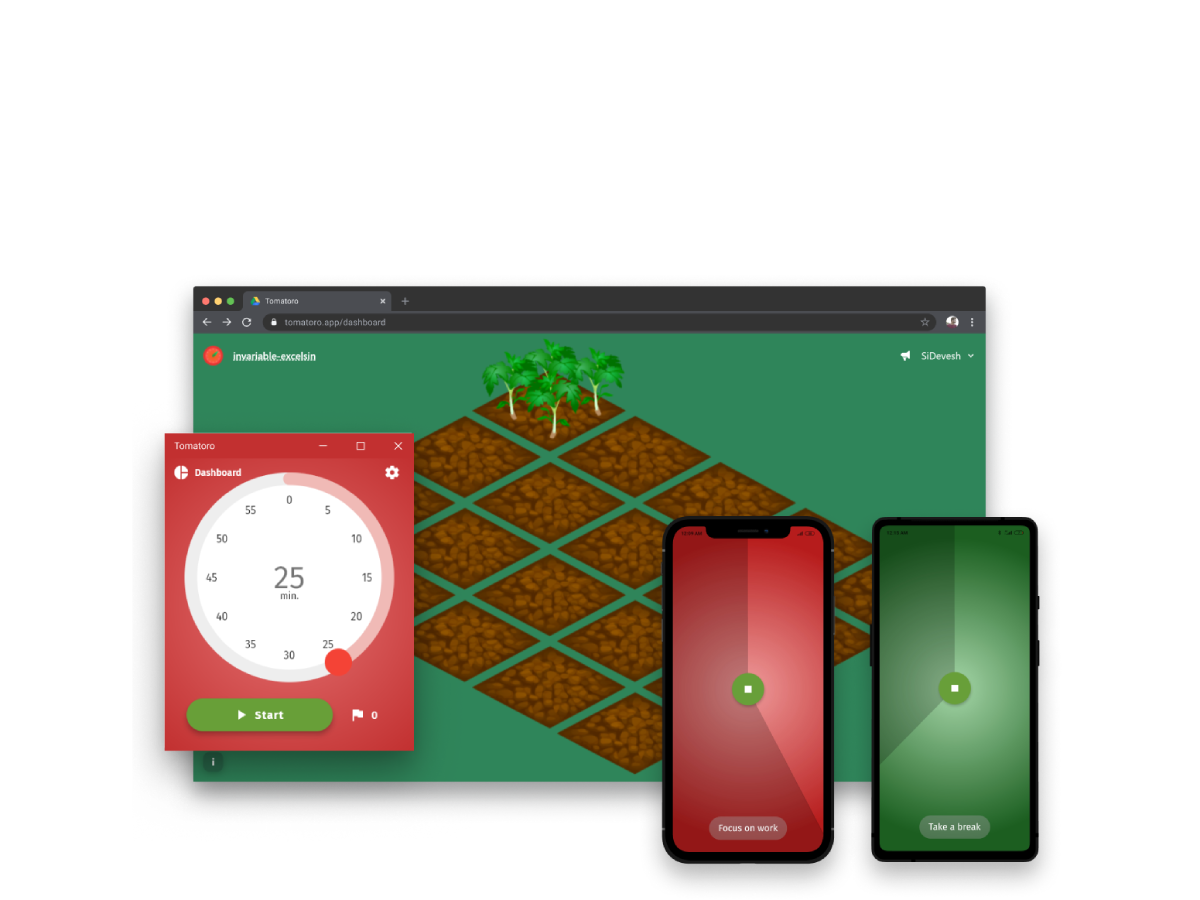 Tomatoro
tomatoro.app/dashboard
invariable-excelsin
SiDevesh
Tomatoro
Dashboard
0
55
5
50
10
45
25
15
min.
40
20
35
25
30
Start
0
i
Focus on work
Take a break